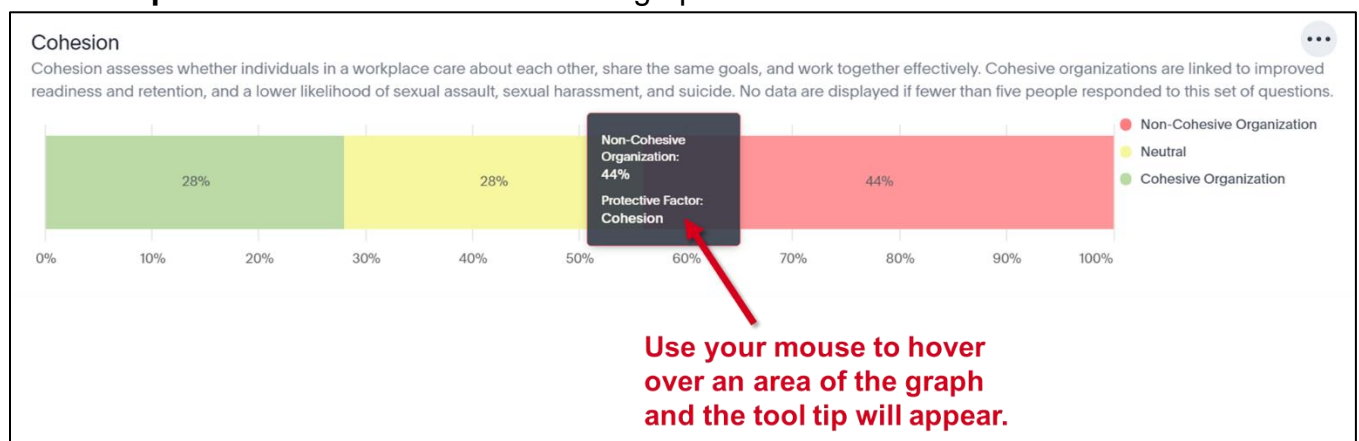 Cohesion
Cohesion assesses whether individuals in a workplace care about each other, share the same goals, and work together effectively. Cohesive organizations are linked to improved
readiness and retention, and a lower likelihood of sexual assault, sexual harassment, and suicide. No data are displayed if fewer than five people responded to this set of questions.
Non-Cohesive Organization
Neutral
Cohesive Organization
28%
28%
44%
Non-Cohesive
Organization:
44%
Protective Factor:
Cohesion
0% 10% 20% 30% 40% 50% 60% 70% 80% 90% 100%
Use your mouse to hover
over an area of the graph
and the tool tip will appear.